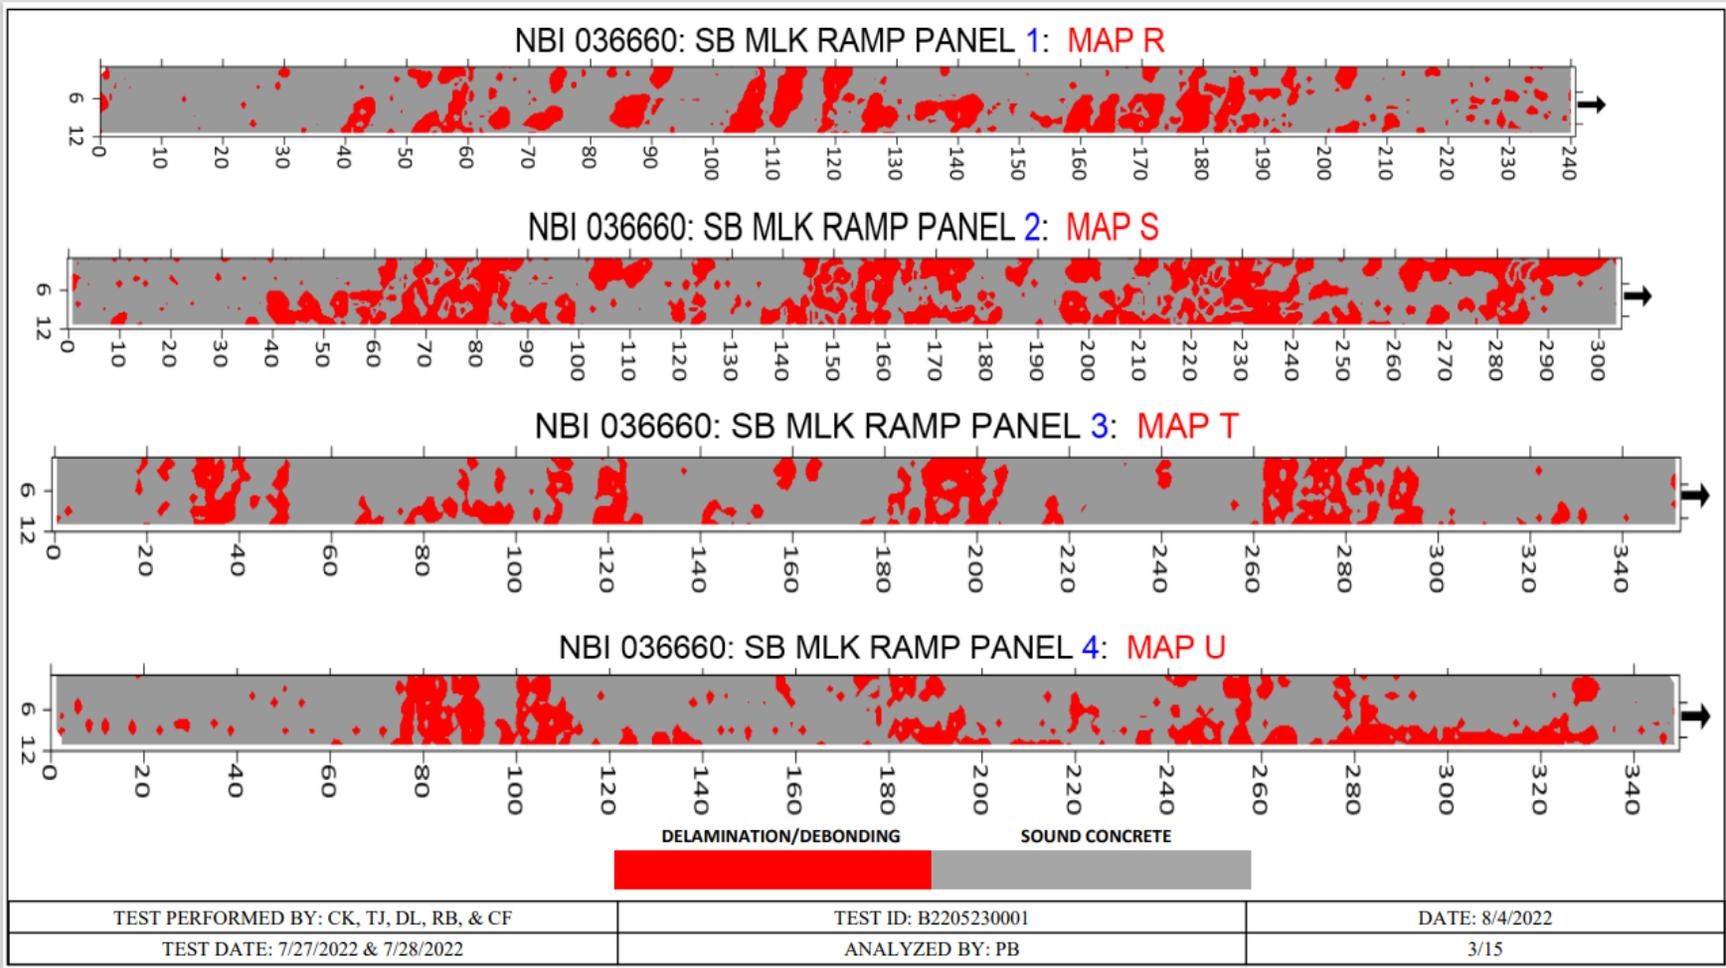 NBI 036660: SB MLK RAMP PANEL 1: MAP R
6
12
0 10 20 30 40 50 60 70 80 90 100 110 120 130 140 150 160 170 180 190 200 210 220 230 240
NBI 036660: SB MLK RAMP PANEL 2: MAP S
6
12
0 10 20 30 40 50 60 70 80 90 100 110 120 130 140 150 160 170 180 190 200 210 220 230 240 250 260 270 280 290 300
NBI 036660: SB MLK RAMP PANEL 3: MAP T
6
12
0 20 40 60 80 100 120 140 160 180 200 220 240 260 280 300 320 340
NBI 036660: SB MLK RAMP PANEL 4: MAP U
6
12
0 20 40 60 80 100 120 140 160 180 200 220 240 260 280 300 320 340
DELAMINATION/DEBONDING SOUND CONCRETE
TEST PERFORMED BY: CK, TJ, DL, RB, & CF TEST ID: B2205230001 DATE: 8/4/2022
TEST DATE: 7/27/2022 & 7/28/2022 ANALYZED BY: PB 3/15